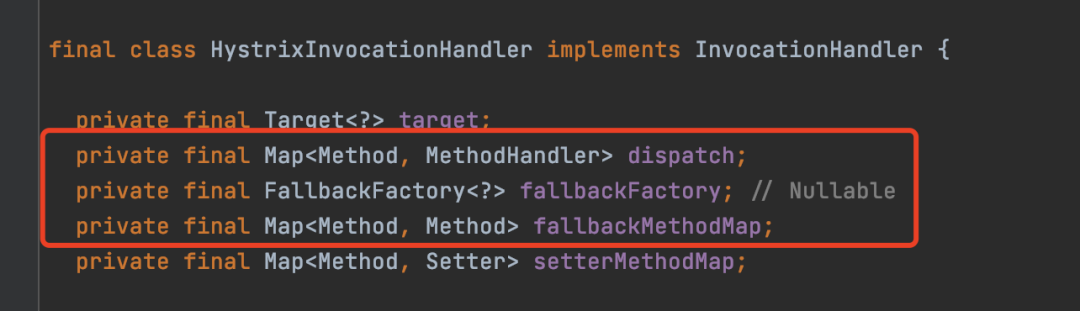 final class HystrixInvocationHandler implements InvocationHandler {
private final Target<?> target;
private final Map<Method, MethodHandler> dispatch;
private final FallbackFactory<?> fallbackFactory; // Nullable
private final Map<Method, Method> fallbackMethodMap;
private final Map<Method, Setter> setterMethodMap;